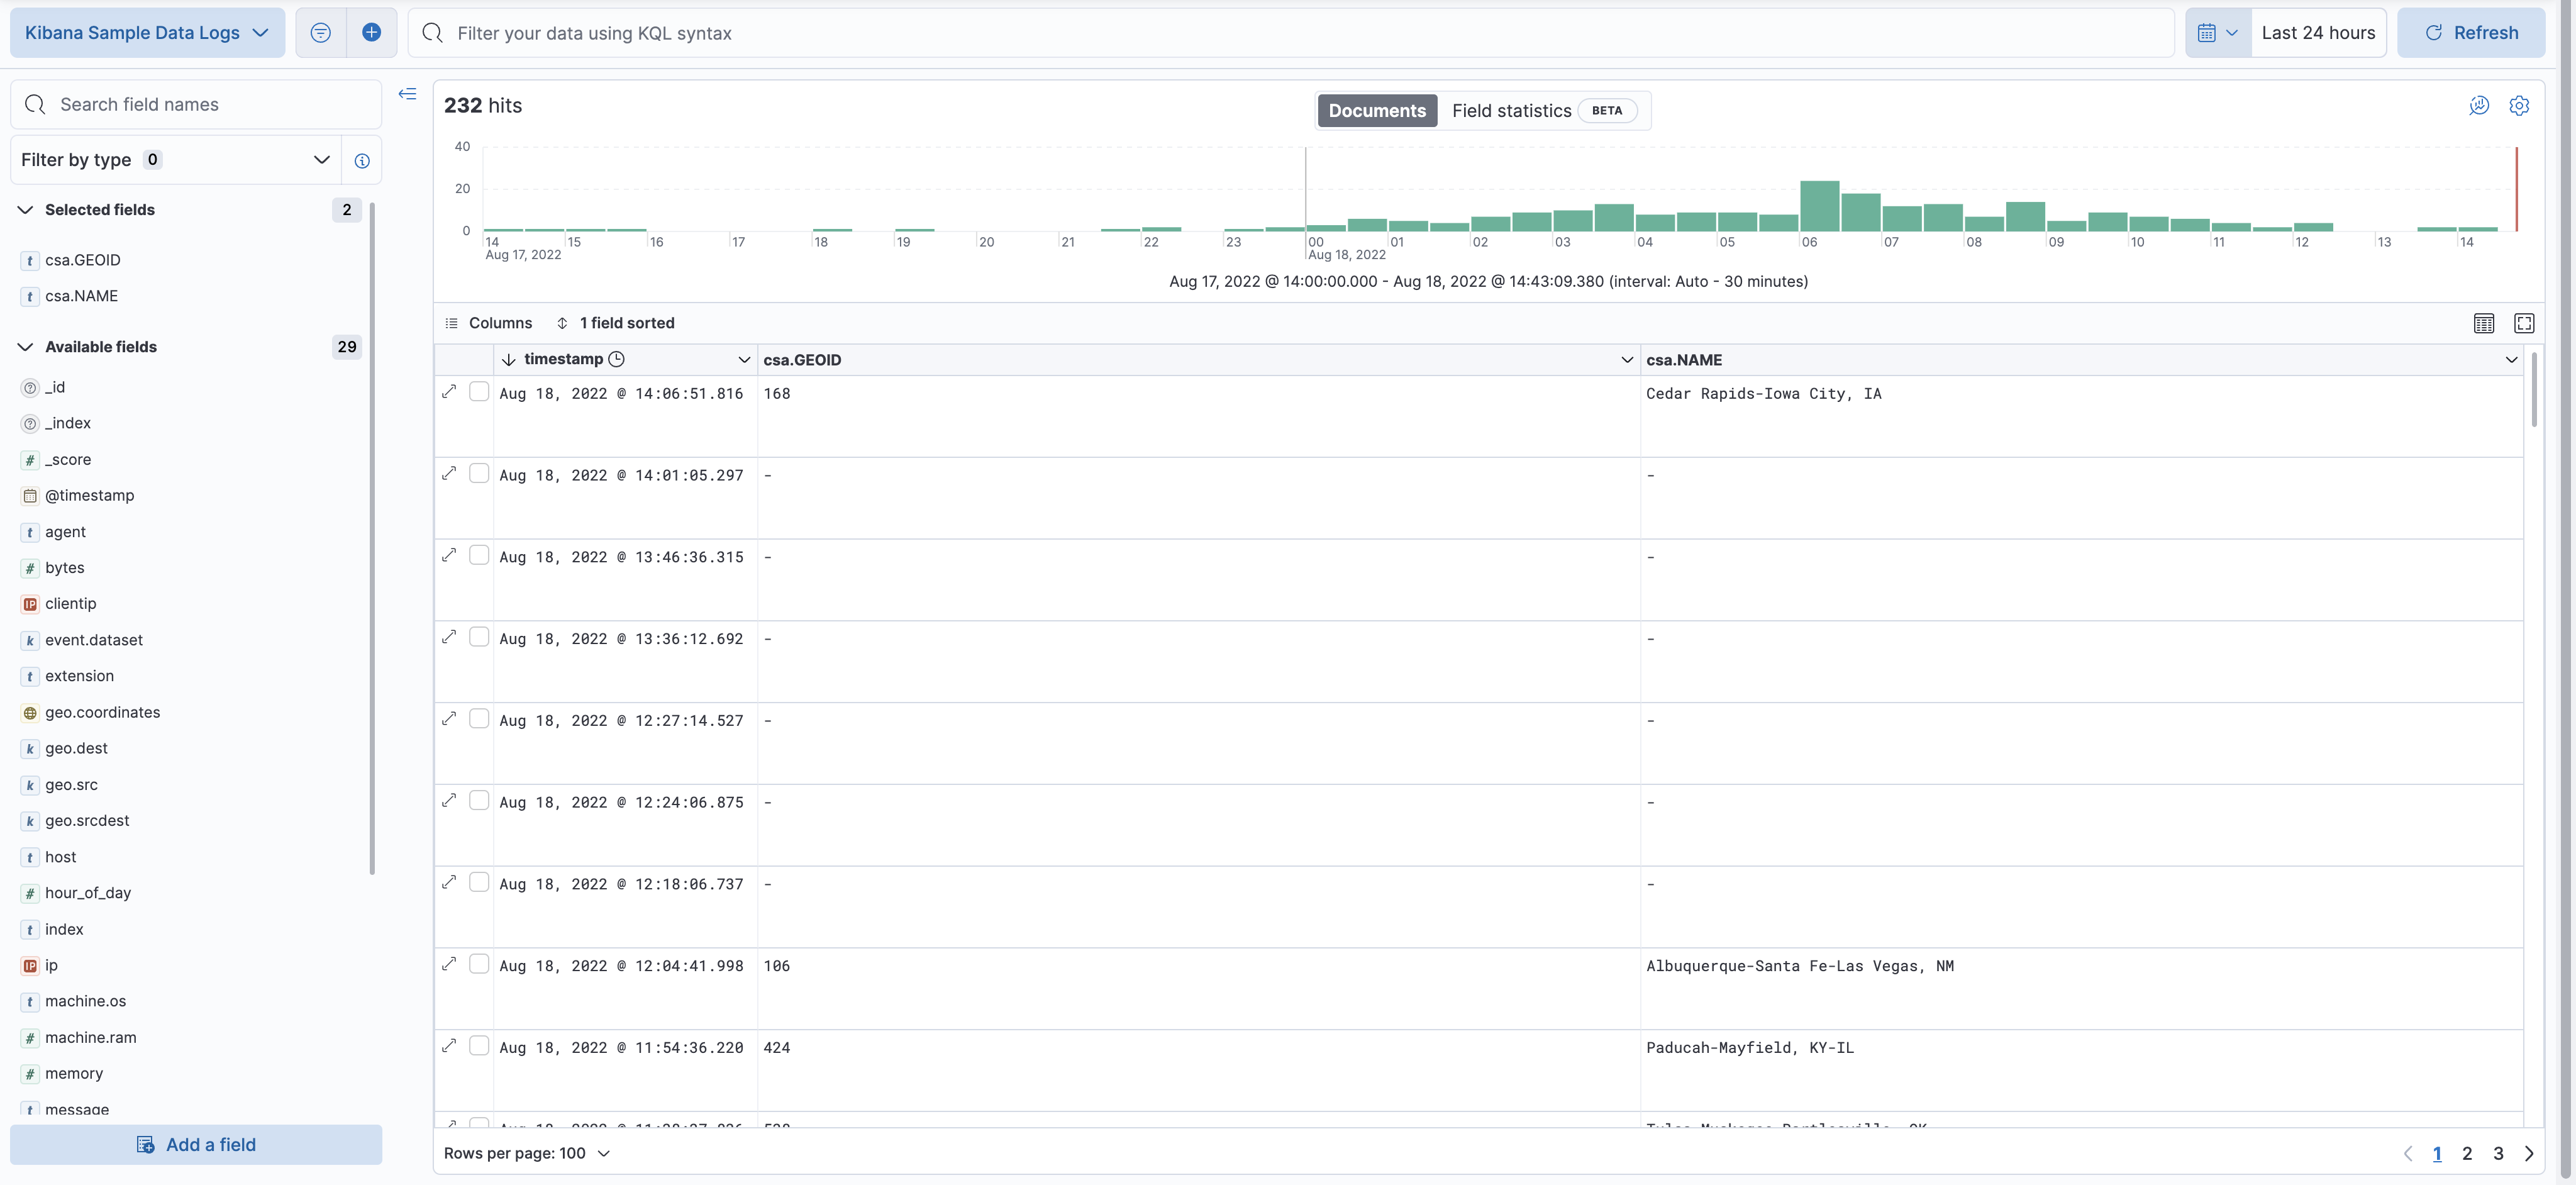 Kibana Sample Data Logs
Filter your data using KQL syntax
Last 24 hours
Refresh
Search field names
Filter by type 0
Selected fields 2
csa.GEOID
csa.NAME
Available fields 29
_id
_index
_score
@timestamp
agent
bytes
clientip
event.dataset
extension
geo.coordinates
geo.dest
geo.src
geo.srcdest
host
hour_of_day
index
ip
machine.os
machine.ram
memory
message
Add a field
232 hits
Documents Field statistics BETA
40
20
0
14 15 16 17 18 19 20 21 22 23 00 01 02 03 04 05 06 07 08 09 10 11 12 13 14
Aug 17, 2022 Aug 18, 2022
Aug 17, 2022 @ 14:00:00.000 - Aug 18, 2022 @ 14:43:09.380 (interval: Auto - 30 minutes)
Columns 1 field sorted
timestamp csa.GEOID csa.NAME
Aug 18, 2022 @ 14:06:51.816 168 Cedar Rapids-Iowa City, IA
Aug 18, 2022 @ 14:01:05.297 - -
Aug 18, 2022 @ 13:46:36.315 - -
Aug 18, 2022 @ 13:36:12.692 - -
Aug 18, 2022 @ 12:27:14.527 - -
Aug 18, 2022 @ 12:24:06.875 - -
Aug 18, 2022 @ 12:18:06.737 - -
Aug 18, 2022 @ 12:04:41.998 106 Albuquerque-Santa Fe-Las Vegas, NM
Aug 18, 2022 @ 11:54:36.220 424 Paducah-Mayfield, KY-IL
Rows per page: 100
1 2 3